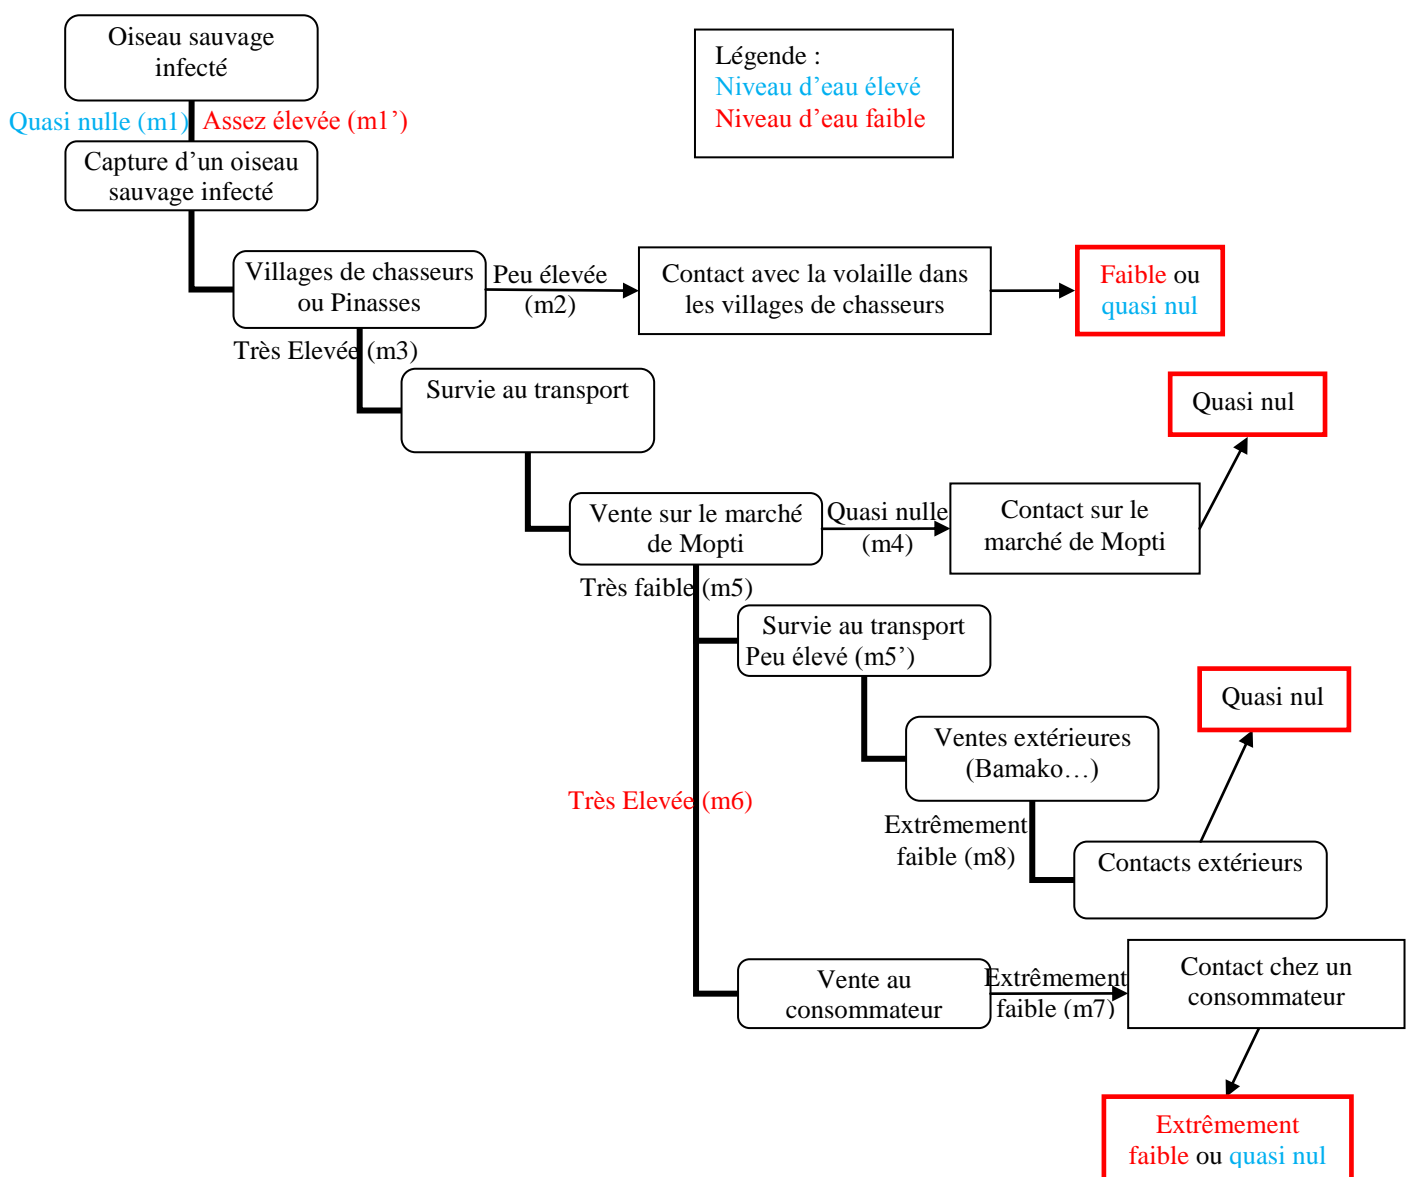 Oiseau sauvage
infecté
Légende :
Niveau d’eau élevé
Niveau d’eau faible
Quasi nulle (m1)
Assez élevée (m1’)
Capture d’un oiseau
sauvage infecté
Villages de chasseurs
ou Pinasses
Peu élevée
(m2)
Contact avec la volaille dans
les villages de chasseurs
Faible ou
quasi nul
Très Elevée (m3)
Survie au transport
Quasi nul
Vente sur le marché
de Mopti
Quasi nulle
(m4)
Contact sur le
marché de Mopti
Très faible (m5)
Survie au transport
Peu élevé (m5’)
Quasi nul
Ventes extérieures
(Bamako…)
Très Elevée (m6)
Extrêmement
faible (m8)
Contacts extérieurs
Vente au
consommateur
Extrêmement
faible (m7)
Contact chez un
consommateur
Extrêmement
faible ou quasi nul